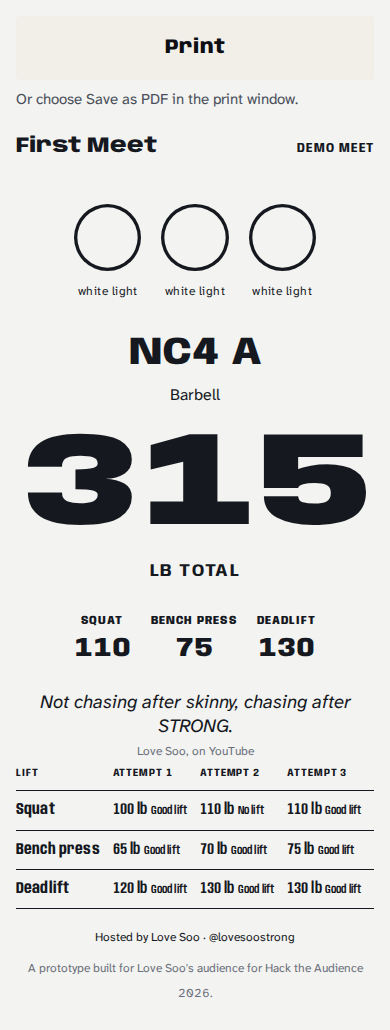 Print
Or choose Save as PDF in the print window.
First Meet DEMO MEET
white light white light white light
NC4 A
Barbell
315
LB TOTAL
SQUAT BENCH PRESS DEADLIFT
110 75 130
Not chasing after skinny, chasing after
STRONG.
Love Soo, on YouTube
LIFT ATTEMPT 1 ATTEMPT 2 ATTEMPT 3
Squat 100 lb Good lift 110 lb No lift 110 lb Good lift
Bench press 65 lb Good lift 70 lb Good lift 75 lb Good lift
Deadlift 120 lb Good lift 130 lb Good lift 130 lb Good lift
Hosted by Love Soo · @lovesoostrong
A prototype built for Love Soo's audience for Hack the Audience
2026.